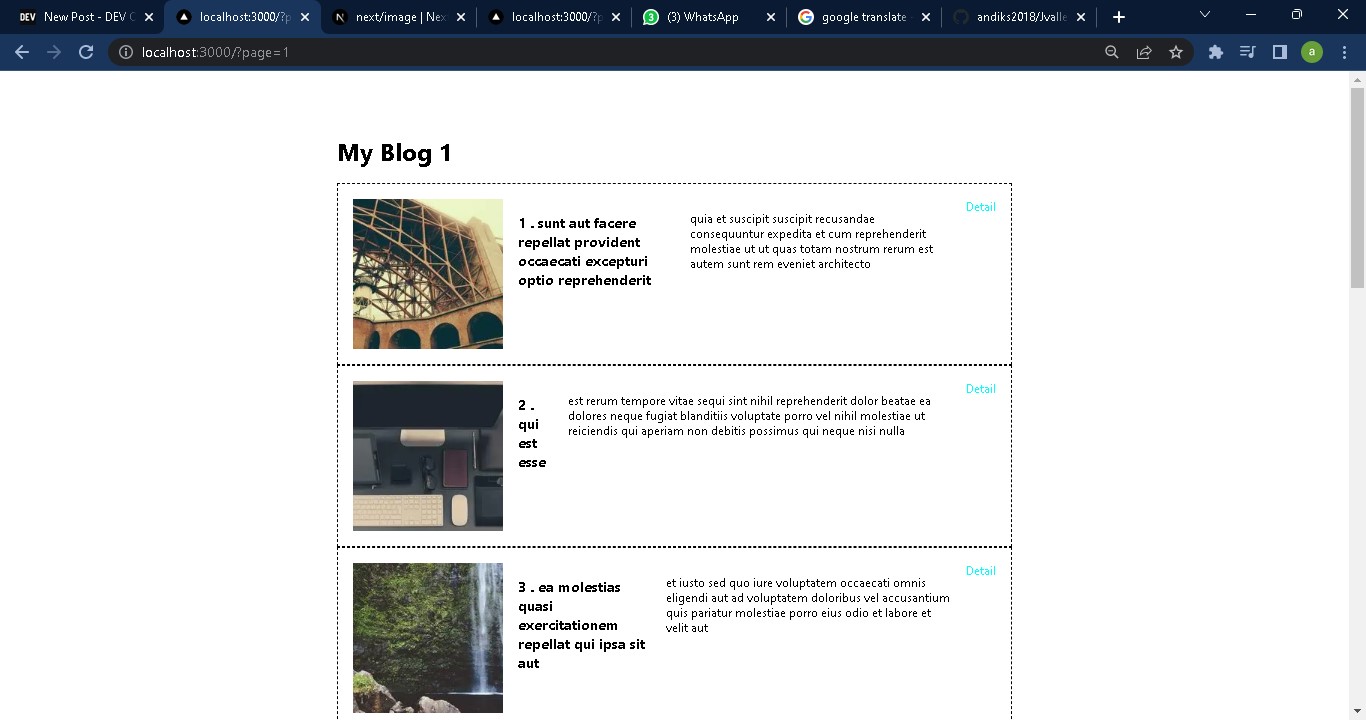 New Post - DEV C
localhost:3000/?p
next/image | Nex
localhost:3000/?p
(3) WhatsApp
google translate
andiks2018/Jvalle
localhost:3000/?page=1
a
My Blog 1
1 . sunt aut facere
repellat provident
occaecati excepturi
optio reprehenderit
quia et suscipit suscipit recusandae
consequuntur expedita et cum reprehenderit
molestiae ut ut quas totam nostrum rerum est
autem sunt rem eveniet architecto
Detail
2 .
qui
est
esse
est rerum tempore vitae sequi sint nihil reprehenderit dolor beatae ea
dolores neque fugiat blanditiis voluptate porro vel nihil molestiae ut
reiciendis qui aperiam non debitis possimus qui neque nisi nulla
Detail
3 . ea molestias
quasi
exercitationem
repellat qui ipsa sit
aut
et iusto sed quo iure voluptatem occaecati omnis
eligendi aut ad voluptatem doloribus vel accusantium
quis pariatur molestiae porro eius odio et labore et
velit aut
Detail